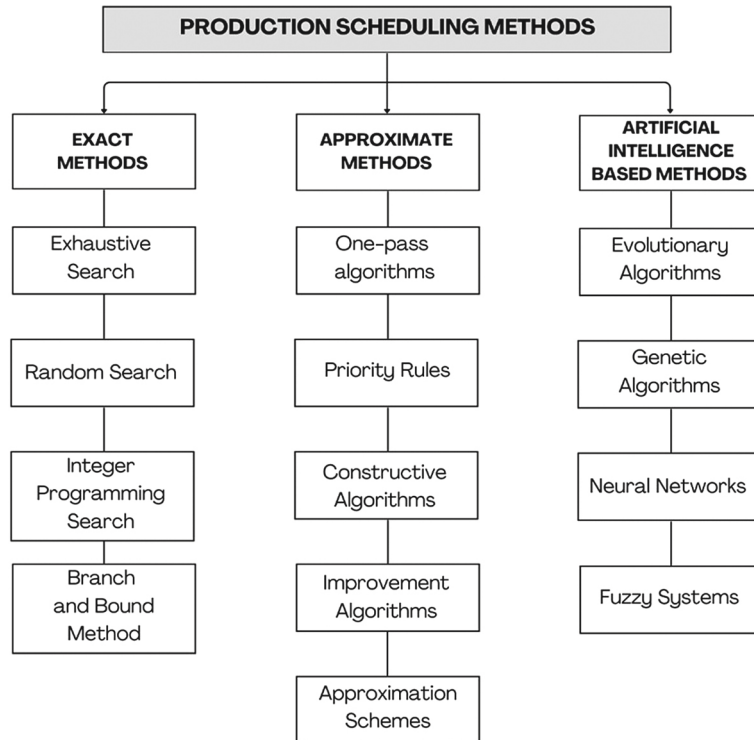 PRODUCTION SCHEDULING METHODS
EXACT
METHODS
Exhaustive
Search
Random Search
Integer
Programming
Search
Branch
and Bound
Method
APPROXIMATE
METHODS
One-pass
algorithms
Priority Rules
Constructive
Algorithms
Improvement
Algorithms
Approximation
Schemes
ARTIFICIAL
INTELLIGENCE
BASED METHODS
Evolutionary
Algorithms
Genetic
Algorithms
Neural Networks
Fuzzy Systems